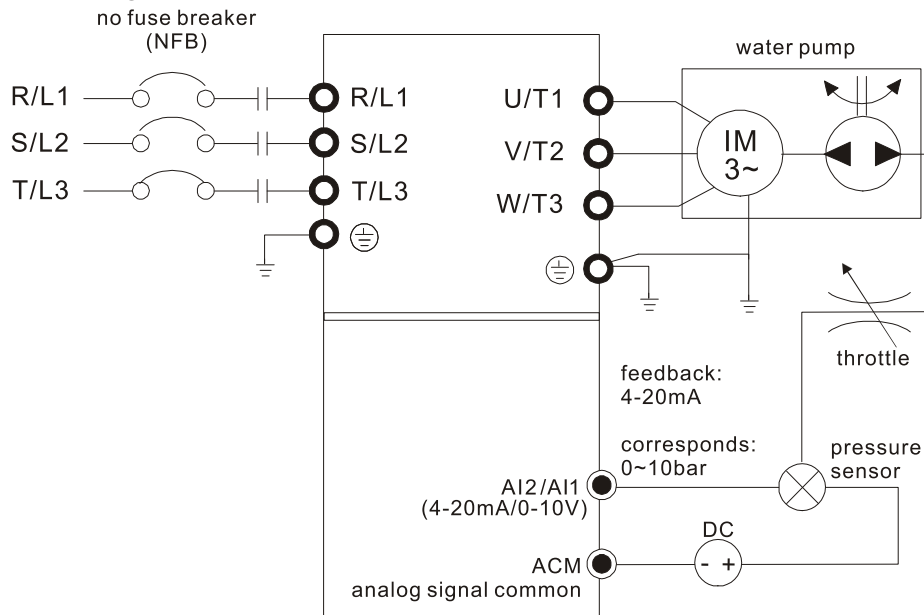 no fuse breaker
(NFB)
water pump
R/L1
R/L1
U/T1
S/L2
S/L2
V/T2
IM
3~
T/L3
T/L3
W/T3
throttle
feedback:
4-20mA
corresponds:
0~10bar
pressure
sensor
AI2/AI1
(4-20mA/0-10V)
DC
- +
ACM
analog signal common